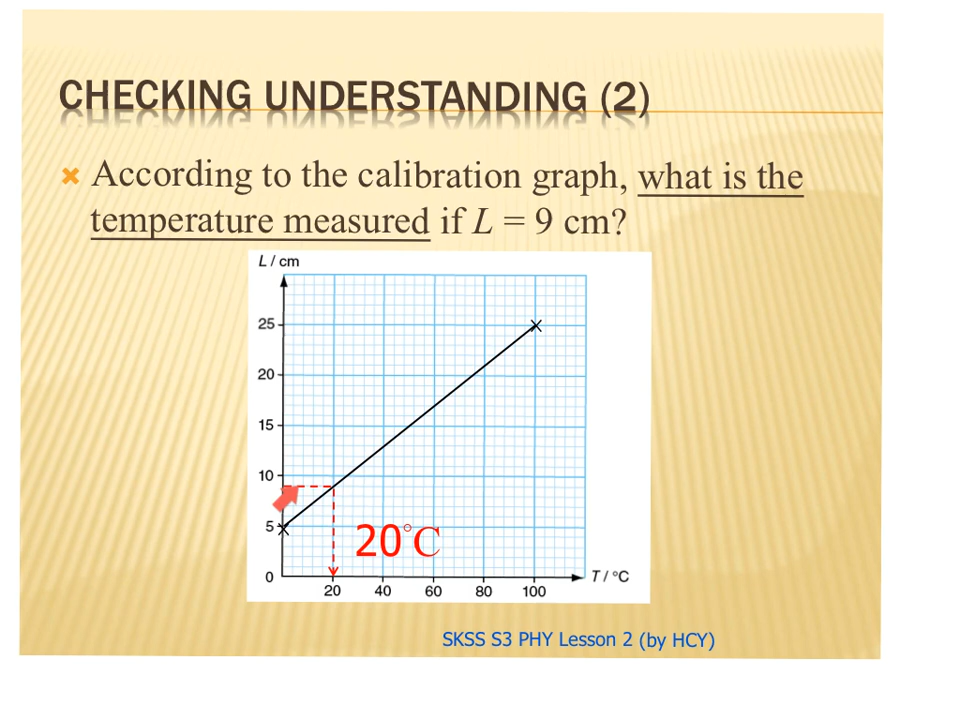 CHECKING UNDERSTANDING (2)
According to the calibration graph, what is the
temperature measured if L = 9 cm?
L / cm
25
20
15
10
5
0
20°C
T / °C
20 40 60 80 100
SKSS S3 PHY Lesson 2 (by HCY)